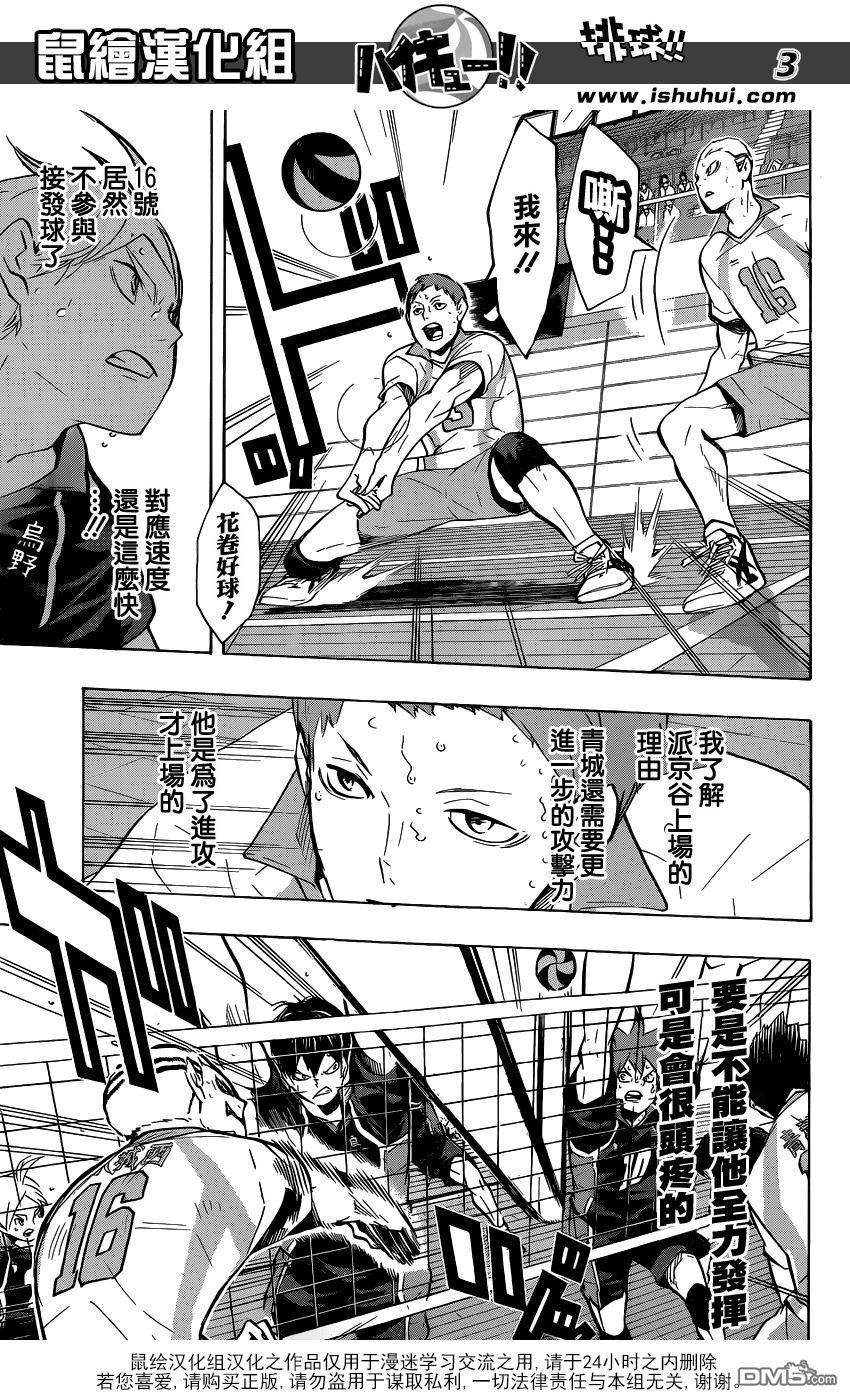 鼠繪漢化組
ハイキュー!!
排球!!
3
www.ishuhui.com
嘶…
16
我來!!
3
花卷好球!
16號
居然
不參與
接發球了
對應速度
還是這麼快
…!!
烏野
我了解
派京谷上場的
理由
青城還需要更
進一步的攻擊力
他是爲了進攻
才上場的
要是不能讓他全力發揮
可是會很頭疼的
16
10
鼠绘汉化组汉化之作品仅用于漫迷学习交流之用, 请于24小时之内删除
若您喜爱, 请购买正版, 请勿盗用于谋取私利, 一切法律责任与本组无关, 谢谢。
DM5.com